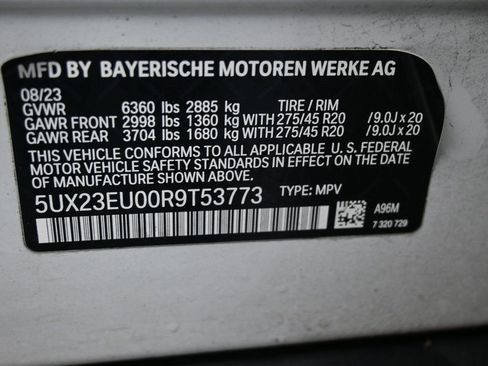 MFD BY BAYERISCHE MOTOREN WERKE AG
08/23
GVWR 6360 lbs 2885 kg TIRE / RIM
GAWR FRONT 2998 lbs 1360 kg WITH 275/45 R20 /9.0J x 20
GAWR REAR 3704 lbs 1680 kg WITH 275/45 R20 /9.0J x 20
THIS VEHICLE CONFORMS TO ALL APPLICABLE U.S. FEDERAL
MOTOR VEHICLE SAFETY STANDARDS IN EFFECT ON THE DATE
OF MANUFACTURE SHOWN ABOVE.
5UX23EU00R9T53773 TYPE: MPV
A96M
7 320 729